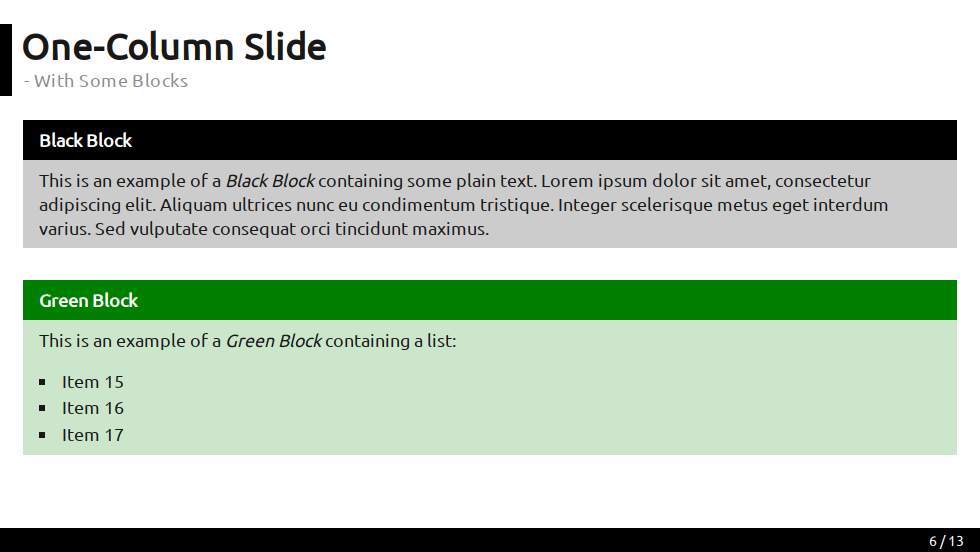 One-Column Slide
- With Some Blocks
Black Block
This is an example of a Black Block containing some plain text. Lorem ipsum dolor sit amet, consectetur
adipiscing elit. Aliquam ultrices nunc eu condimentum tristique. Integer scelerisque metus eget interdum
varius. Sed vulputate consequat orci tincidunt maximus.
Green Block
This is an example of a Green Block containing a list:
▪ Item 15
▪ Item 16
▪ Item 17
6 / 13